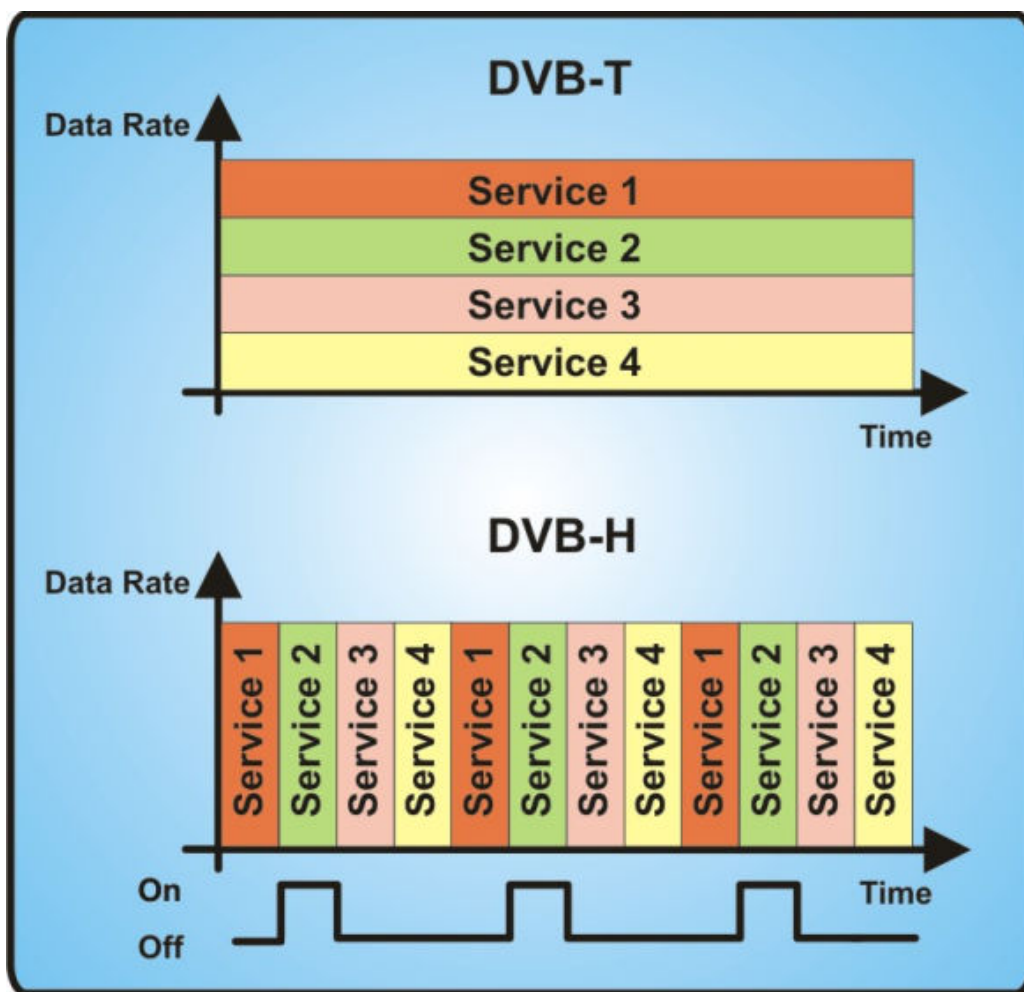 DVB-T
Data Rate
Service 1
Service 2
Service 3
Service 4
Time
DVB-H
Data Rate
Service 1
Service 2
Service 3
Service 4
Service 1
Service 2
Service 3
Service 4
Service 1
Service 2
Service 3
Service 4
On
Time
Off